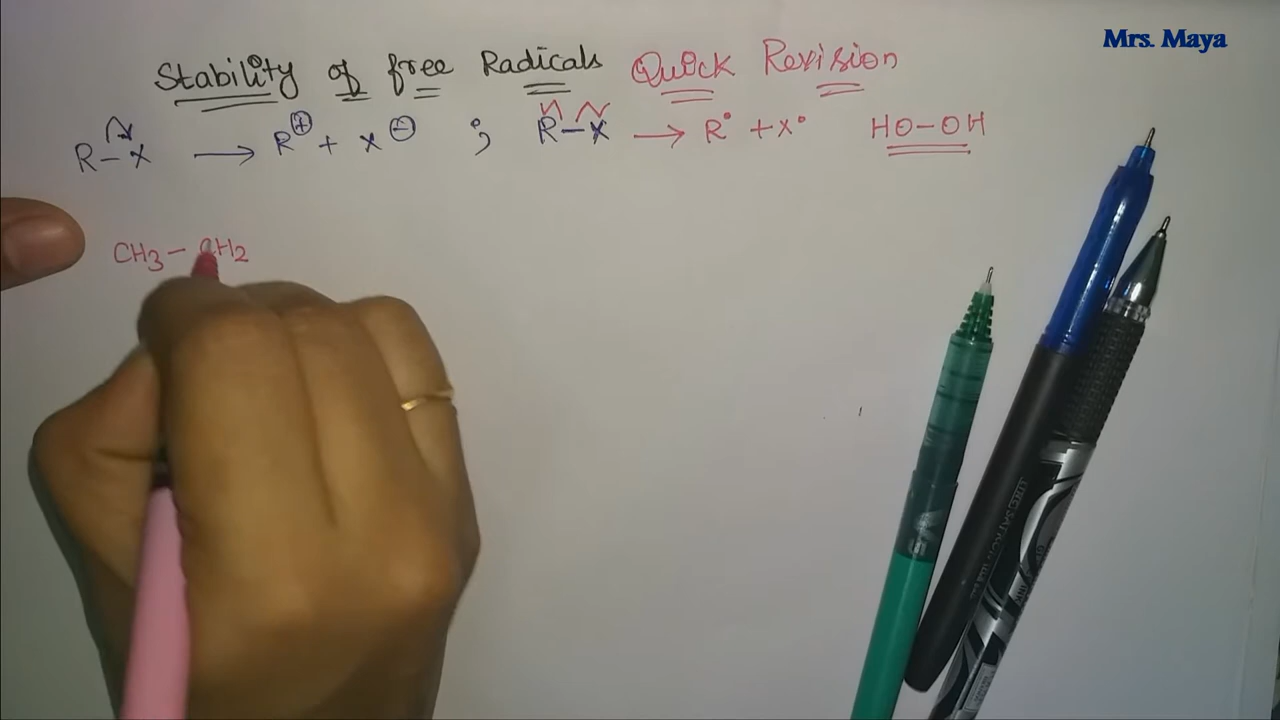 Mrs. Maya
Stability of free Radicals Quick Revision
R-X → R⊕ + X⊖ ; R-X → R• + X• HO-OH
CH3 - CH2